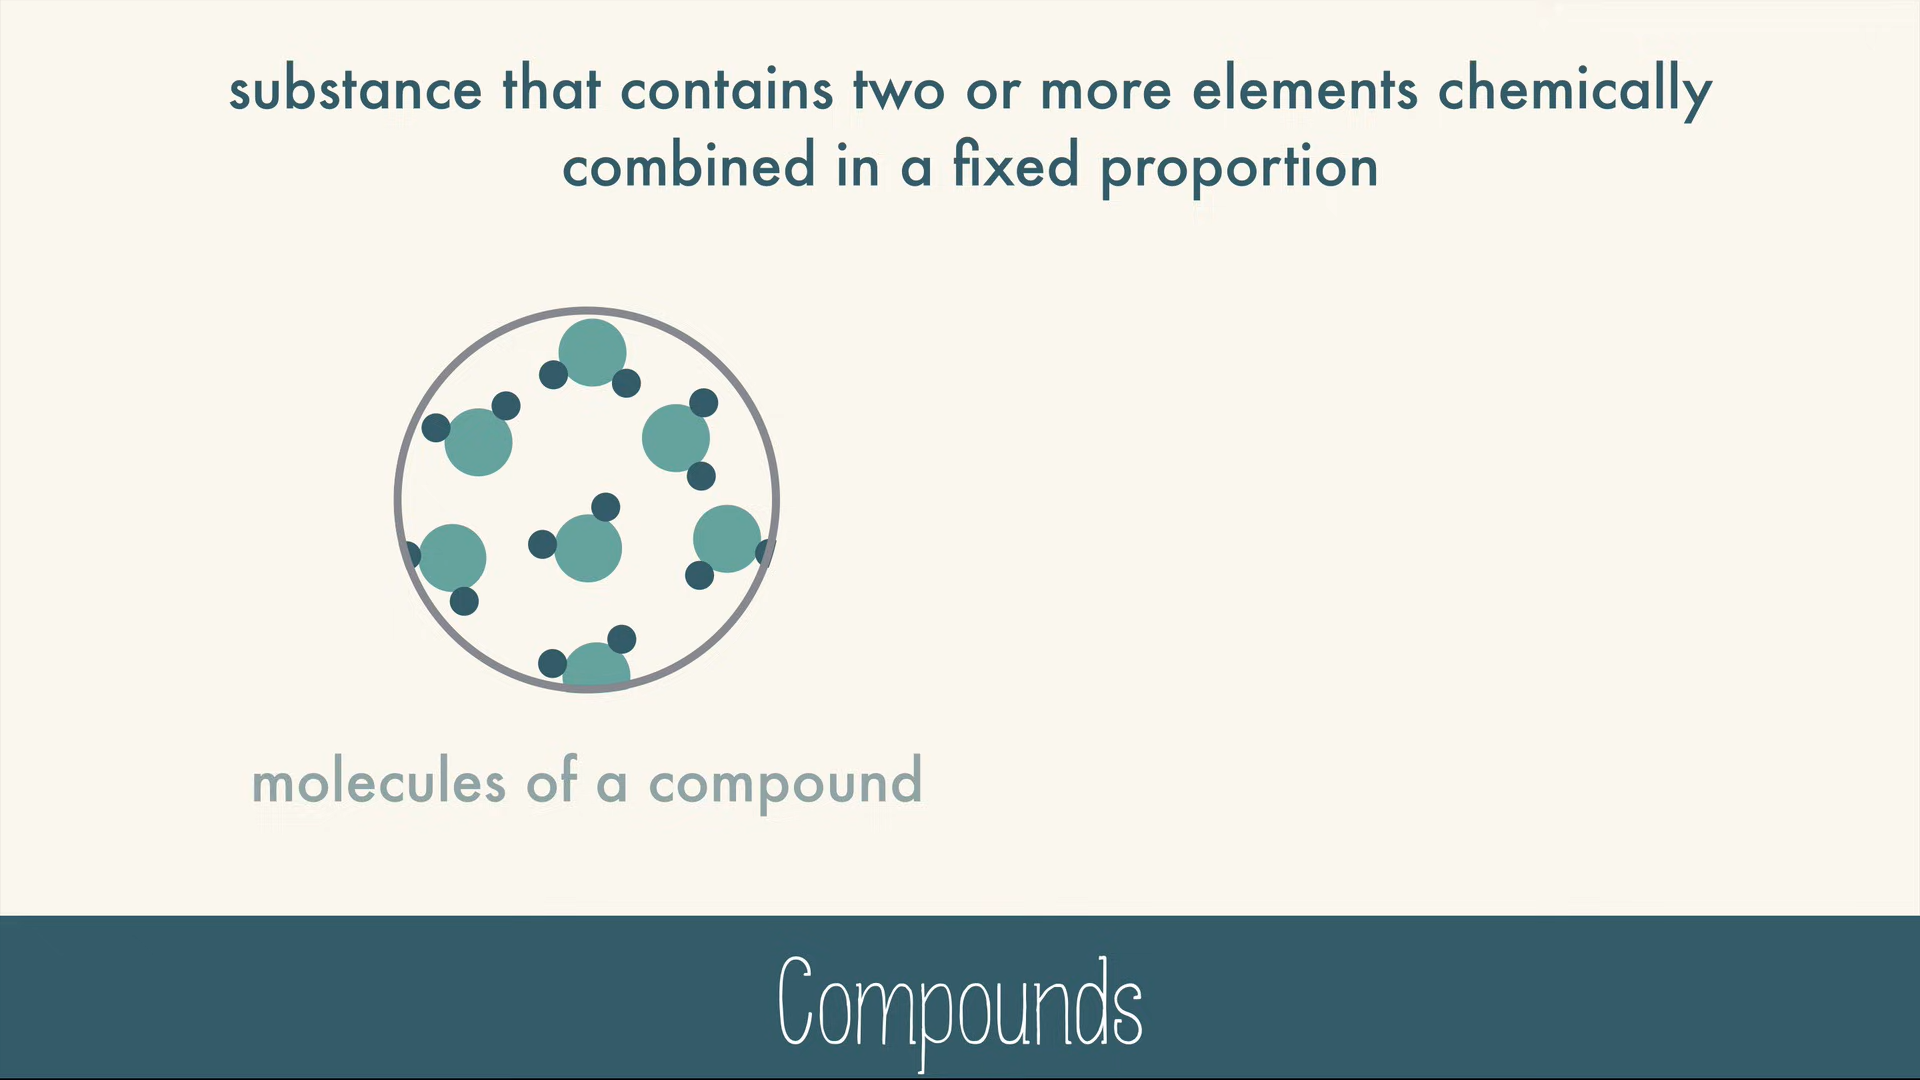 substance that contains two or more elements chemically
combined in a fixed proportion
molecules of a compound
Compounds